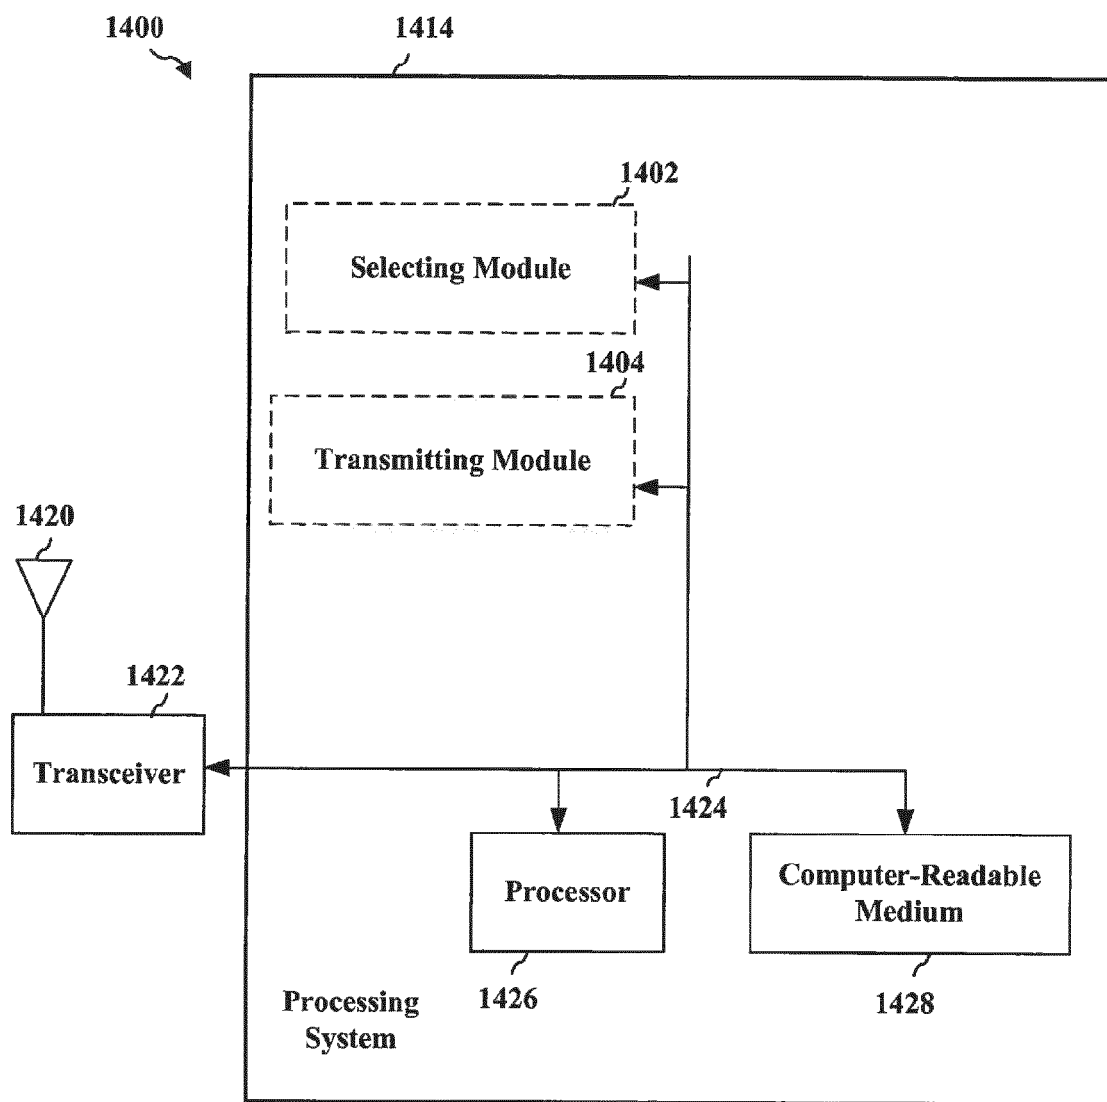 1400
1414
1402
Selecting Module
1404
Transmitting Module
1420
1422
Transceiver
1424
Processor
Computer-Readable
Medium
1426
1428
Processing
System